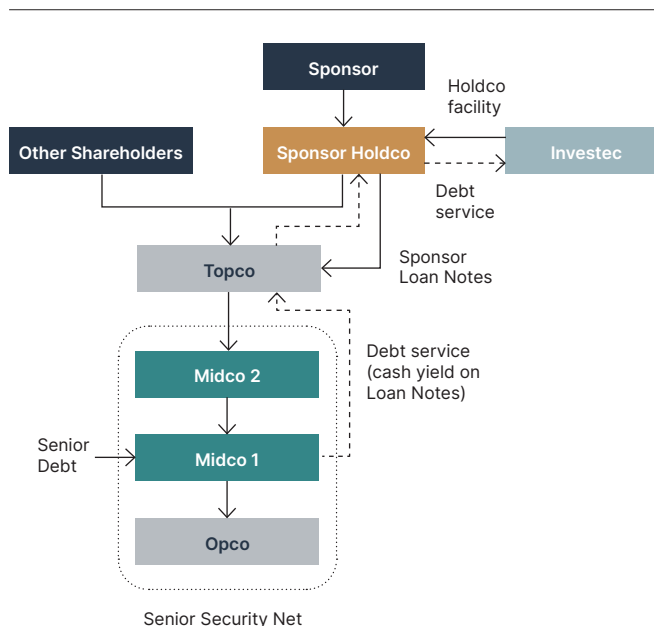 Sponsor
Holdco
facility
Other Shareholders
Sponsor Holdco
Investec
Debt
service
Topco
Sponsor
Loan Notes
Midco 2
Debt service
(cash yield on
Loan Notes)
Senior
Debt
Midco 1
Opco
Senior Security Net